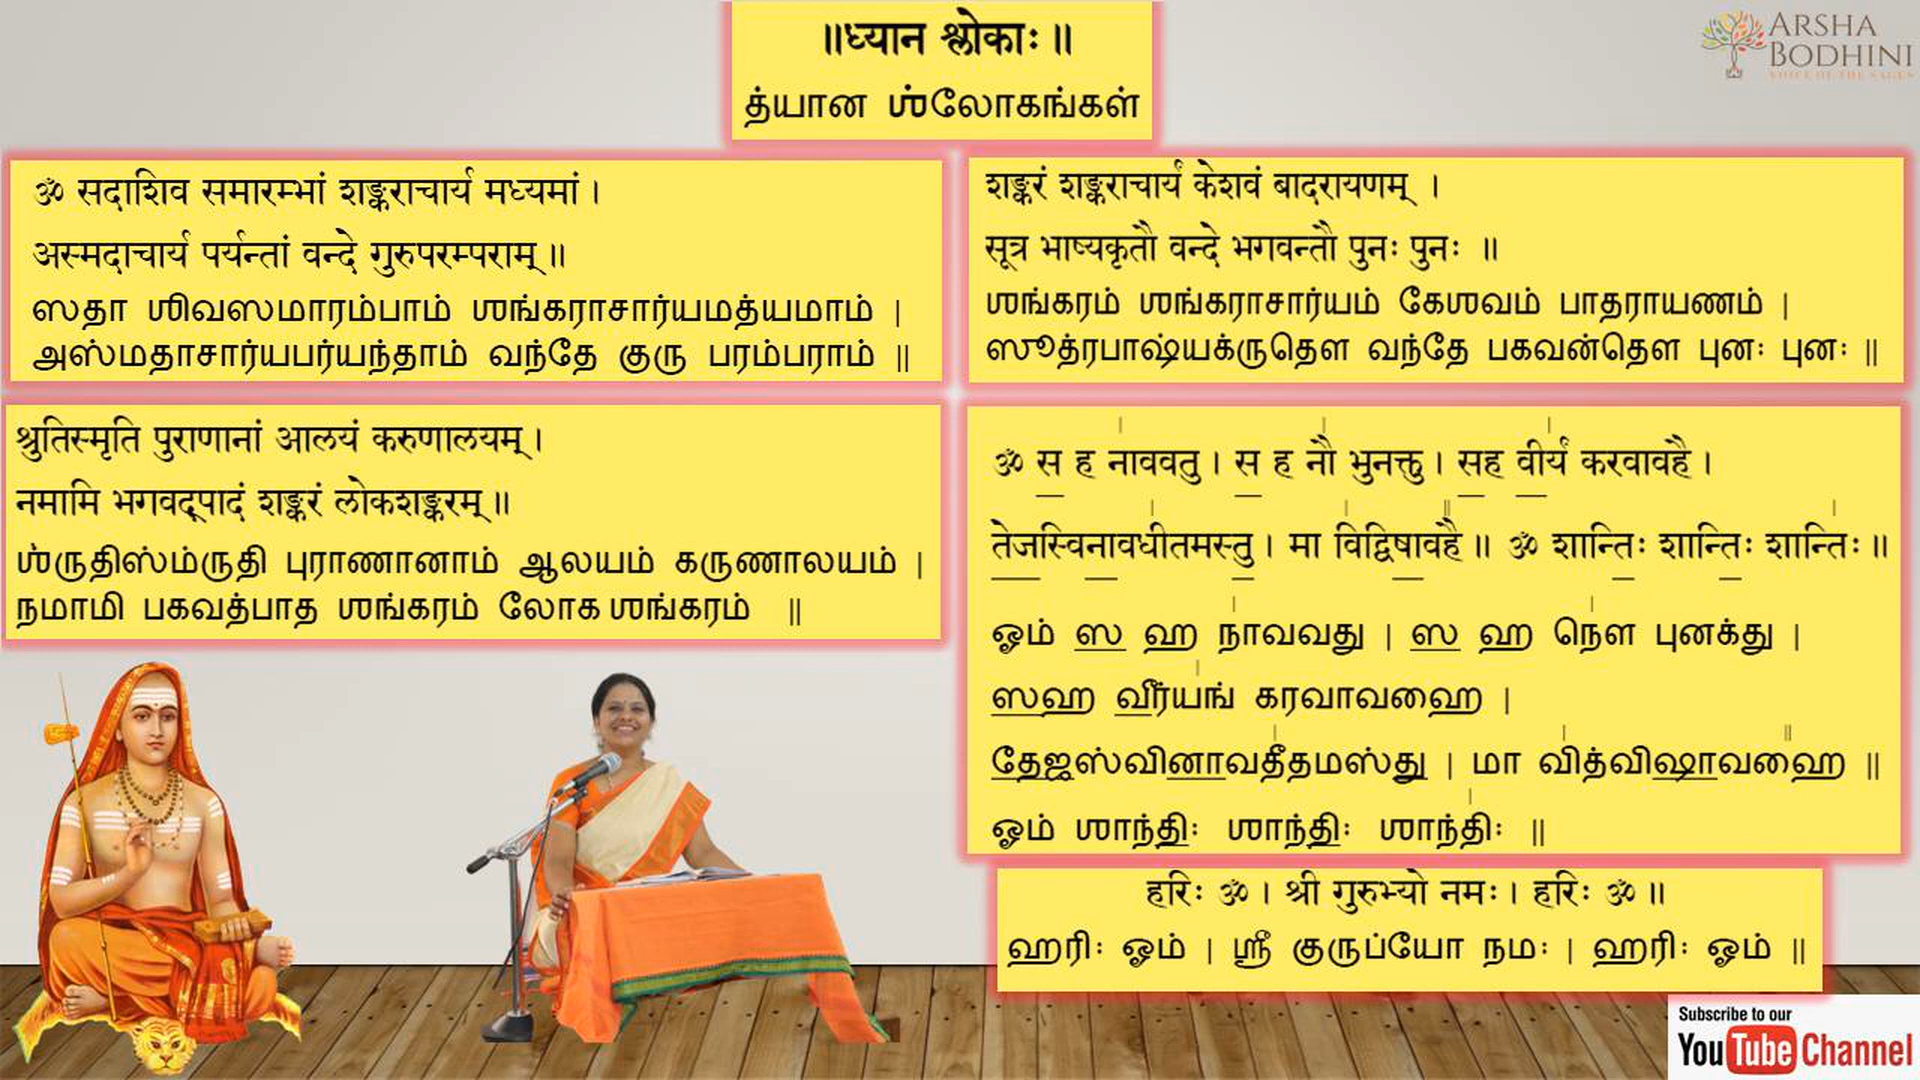 ॥ध्यान श्लोकाः॥
த்யான ஶ்லோகங்கள்
ARSHA
BODHINI
VOICE OF THE SAGES
ॐ सदाशिव समारम्भां शङ्कराचार्य मध्यमां।
अस्मदाचार्य पर्यन्तां वन्दे गुरुपरम्पराम्॥
ஸதா ஶிவஸமாரம்பாம் ஶங்கராசார்யமத்யமாம் |
அஸ்மதாசார்யபர்யந்தாம் வந்தே குரு பரம்பராம் ||
शङ्करं शङ्कराचार्यं केशवं बादरायणम् ।
सूत्र भाष्यकृतौ वन्दे भगवन्तौ पुनः पुनः ॥
ஶங்கரம் ஶங்கராசார்யம் கேஶவம் பாதராயணம் |
ஸூத்ரபாஷ்யக்ருதௌ வந்தே பகவன்தௌ புன: புன: ||
श्रुतिस्मृति पुराणानां आलयं करुणालयम्।
नमामि भगवद्पादं शङ्करं लोकशङ्करम्॥
ஶ்ருதிஸ்ம்ருதி புராணானாம் ஆலயம் கருணாலயம் |
நமாமி பகவத்பாத ஶங்கரம் லோக ஶங்கரம் ||
ॐ स॒ ह ना॑ववतु। स॒ ह नौ॑ भुनक्तु। स॒ह वी॒र्यं॑ करवावहै।
ते॒ज॒स्विना॒वधी॑तमस्तु॒। मा वि॑द्विषा॒वहै᳚॥ ॐ शान्तिः॒ शान्तिः॒ शान्तिः॑॥
ஓம் ஸ ஹ நாவவது | ஸ ஹ நௌ புனக்து |
ஸஹ வீர்யங் கரவாவஹை |
தேஜஸ்வினாவதீதமஸ்து | மா வித்விஷாவஹை ||
ஓம் ஶாந்தி: ஶாந்தி: ஶாந்தி: ||
हरिः ॐ। श्री गुरुभ्यो नमः। हरिः ॐ॥
ஹரி: ஓம் | ஸ்ரீ குருப்யோ நம: | ஹரி: ஓம் ||
Subscribe to our
YouTube Channel